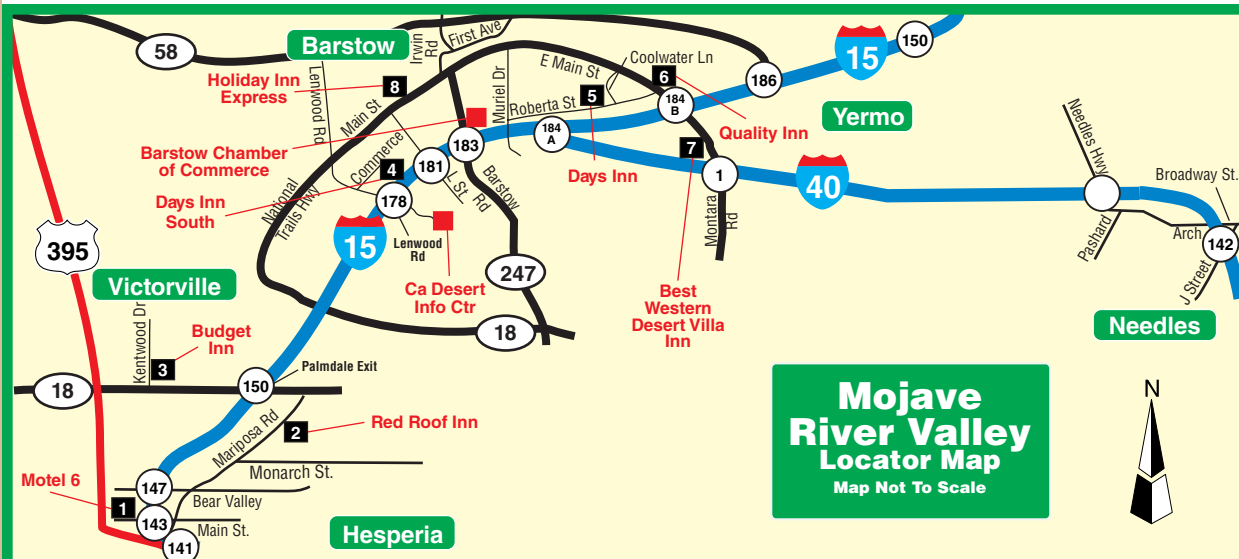 58
Barstow
Irwin
Rd
First Ave
15
150
186
Coolwater Ln
E Main St
6
184
B
Holiday Inn
Express
8
Lenwood Rd
Main St
Muriel Dr
Roberta St
5
Yermo
Quality Inn
184
A
183
Barstow Chamber
of Commerce
Commerce
4
181
L St
Barstow
Rd
Days Inn
7
1
40
Needles Hwy
Broadway St.
Days Inn
South
178
National
Trails Hwy
15
Lenwood
Rd
Montara
Rd
Pashard
Arch
142
J Street
395
247
Ca Desert
Info Ctr
Best
Western
Desert Villa
Inn
Victorville
18
Needles
Kentwood Dr
Budget
Inn
3
18
150
Palmdale Exit
Mojave
River Valley
Locator Map
Map Not To Scale
N
Mariposa Rd
2
Red Roof Inn
Monarch St.
Motel 6
147
1
Bear Valley
143
Main St.
141
Hesperia